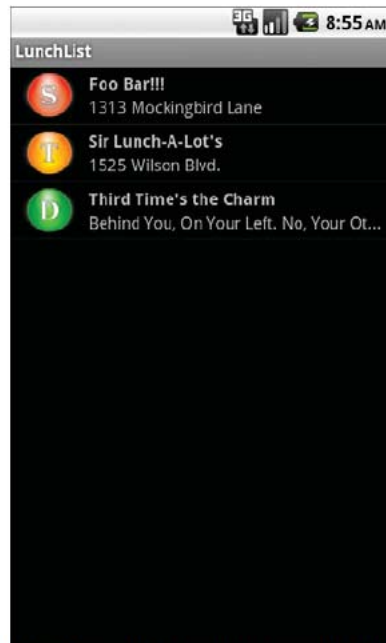 3G
8:55 AM
LunchList
S
Foo Bar!!!
1313 Mockingbird Lane
T
Sir Lunch-A-Lot's
1525 Wilson Blvd.
D
Third Time's the Charm
Behind You, On Your Left. No, Your Ot...